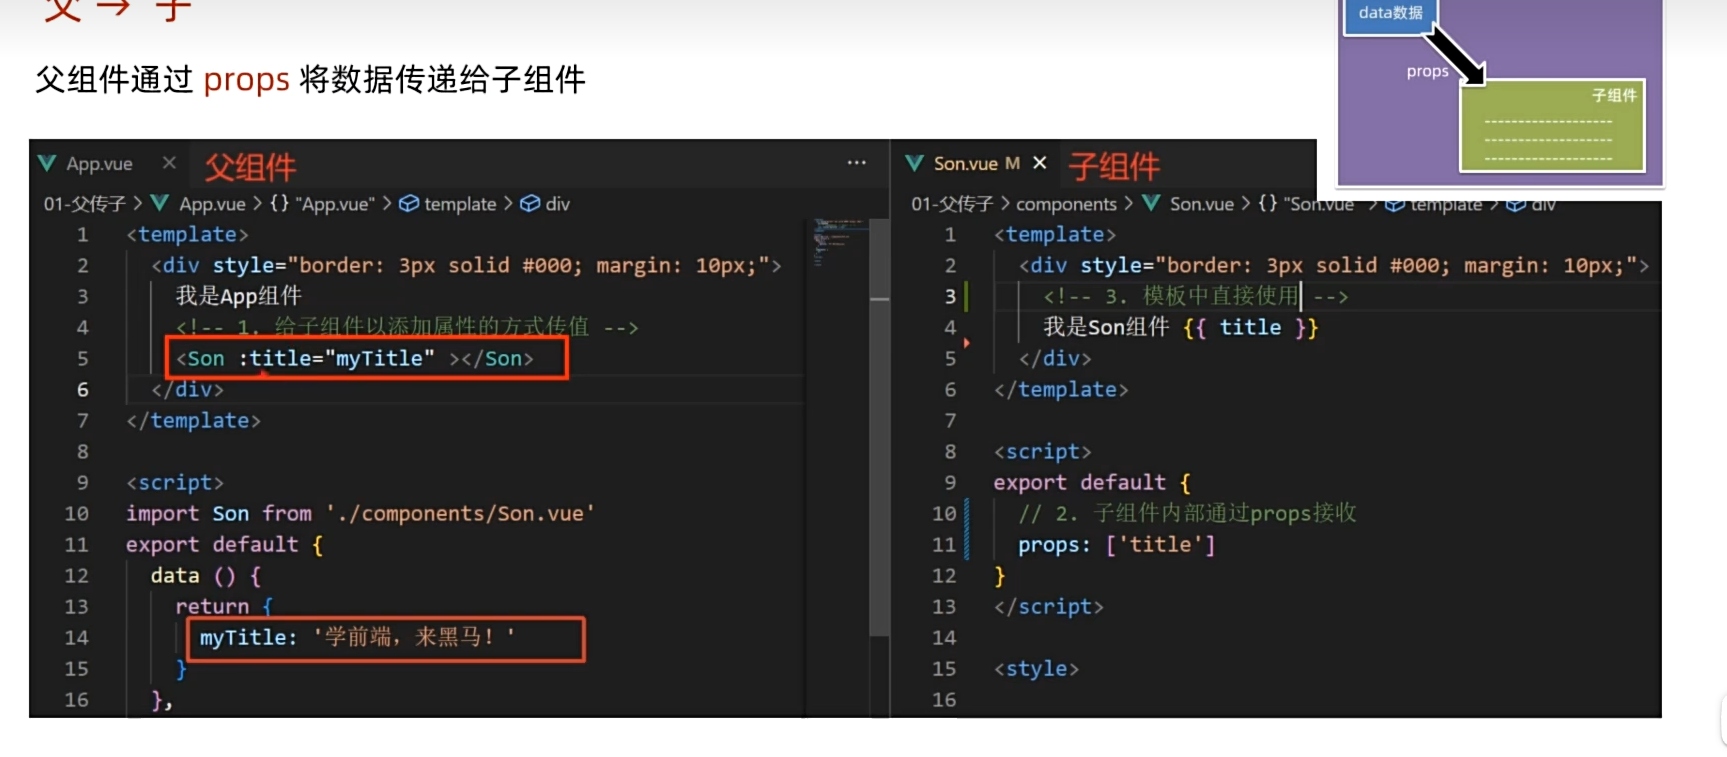 父 → 子
data数据
父组件通过 props 将数据传递给子组件
props
子组件
App.vue × 父组件 ···
Son.vue M × 子组件
01-父传子 > App.vue > {} "App.vue" > template > div
01-父传子 > components > Son.vue > {} "Son.vue" > template > div
1 <template>
2 <div style="border: 3px solid #000; margin: 10px;">
3 我是App组件
4 <!-- 1. 给子组件以添加属性的方式传值 -->
5 <Son :title="myTitle" ></Son>
6 </div>
7 </template>
8
9 <script>
10 import Son from './components/Son.vue'
11 export default {
12 data () {
13 return {
14 myTitle: '学前端，来黑马！'
15 }
16 },
1 <template>
2 <div style="border: 3px solid #000; margin: 10px;">
3 <!-- 3. 模板中直接使用 -->
4 我是Son组件 {{ title }}
5 </div>
6 </template>
7
8 <script>
9 export default {
10 // 2. 子组件内部通过props接收
11 props: ['title']
12 }
13 </script>
14
15 <style>
16